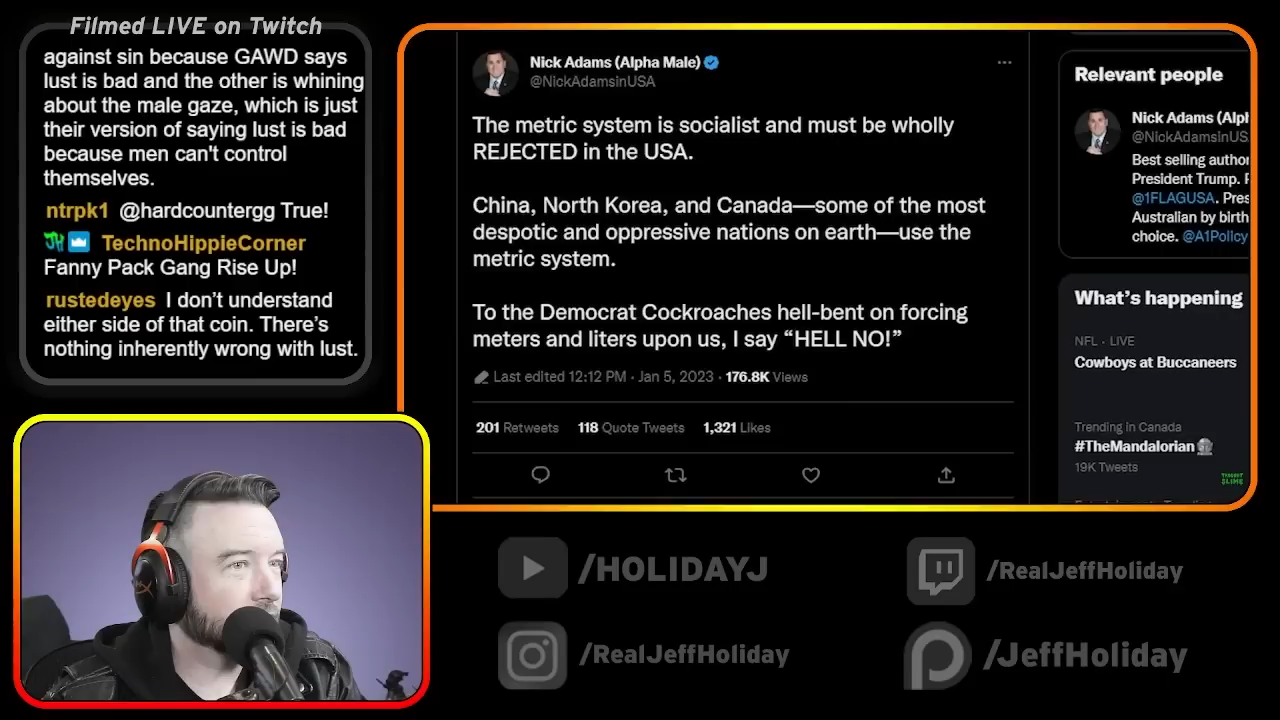 Filmed LIVE on Twitch
against sin because GAWD says
lust is bad and the other is whining
about the male gaze, which is just
their version of saying lust is bad
because men can't control
themselves.
ntrpk1 @hardcountergg True!
TechnoHippieCorner
Fanny Pack Gang Rise Up!
rustedeyes I don’t understand
either side of that coin. There’s
nothing inherently wrong with lust.
Nick Adams (Alpha Male)
@NickAdamsinUSA
The metric system is socialist and must be wholly
REJECTED in the USA.
China, North Korea, and Canada—some of the most
despotic and oppressive nations on earth—use the
metric system.
To the Democrat Cockroaches hell-bent on forcing
meters and liters upon us, I say “HELL NO!”
Last edited 12:12 PM · Jan 5, 2023 · 176.8K Views
201 Retweets 118 Quote Tweets 1,321 Likes
Relevant people
Nick Adams (Alph
@NickAdamsinUS
Best selling author
President Trump.
@1FLAGUSA. Pres
Australian by birth
choice. @A1Policy
What’s happening
NFL · LIVE
Cowboys at Buccaneers
Trending in Canada
#TheMandalorian
19K Tweets
THOUGHT
SLIME
/HOLIDAYJ
/RealJeffHoliday
/RealJeffHoliday
/JeffHoliday